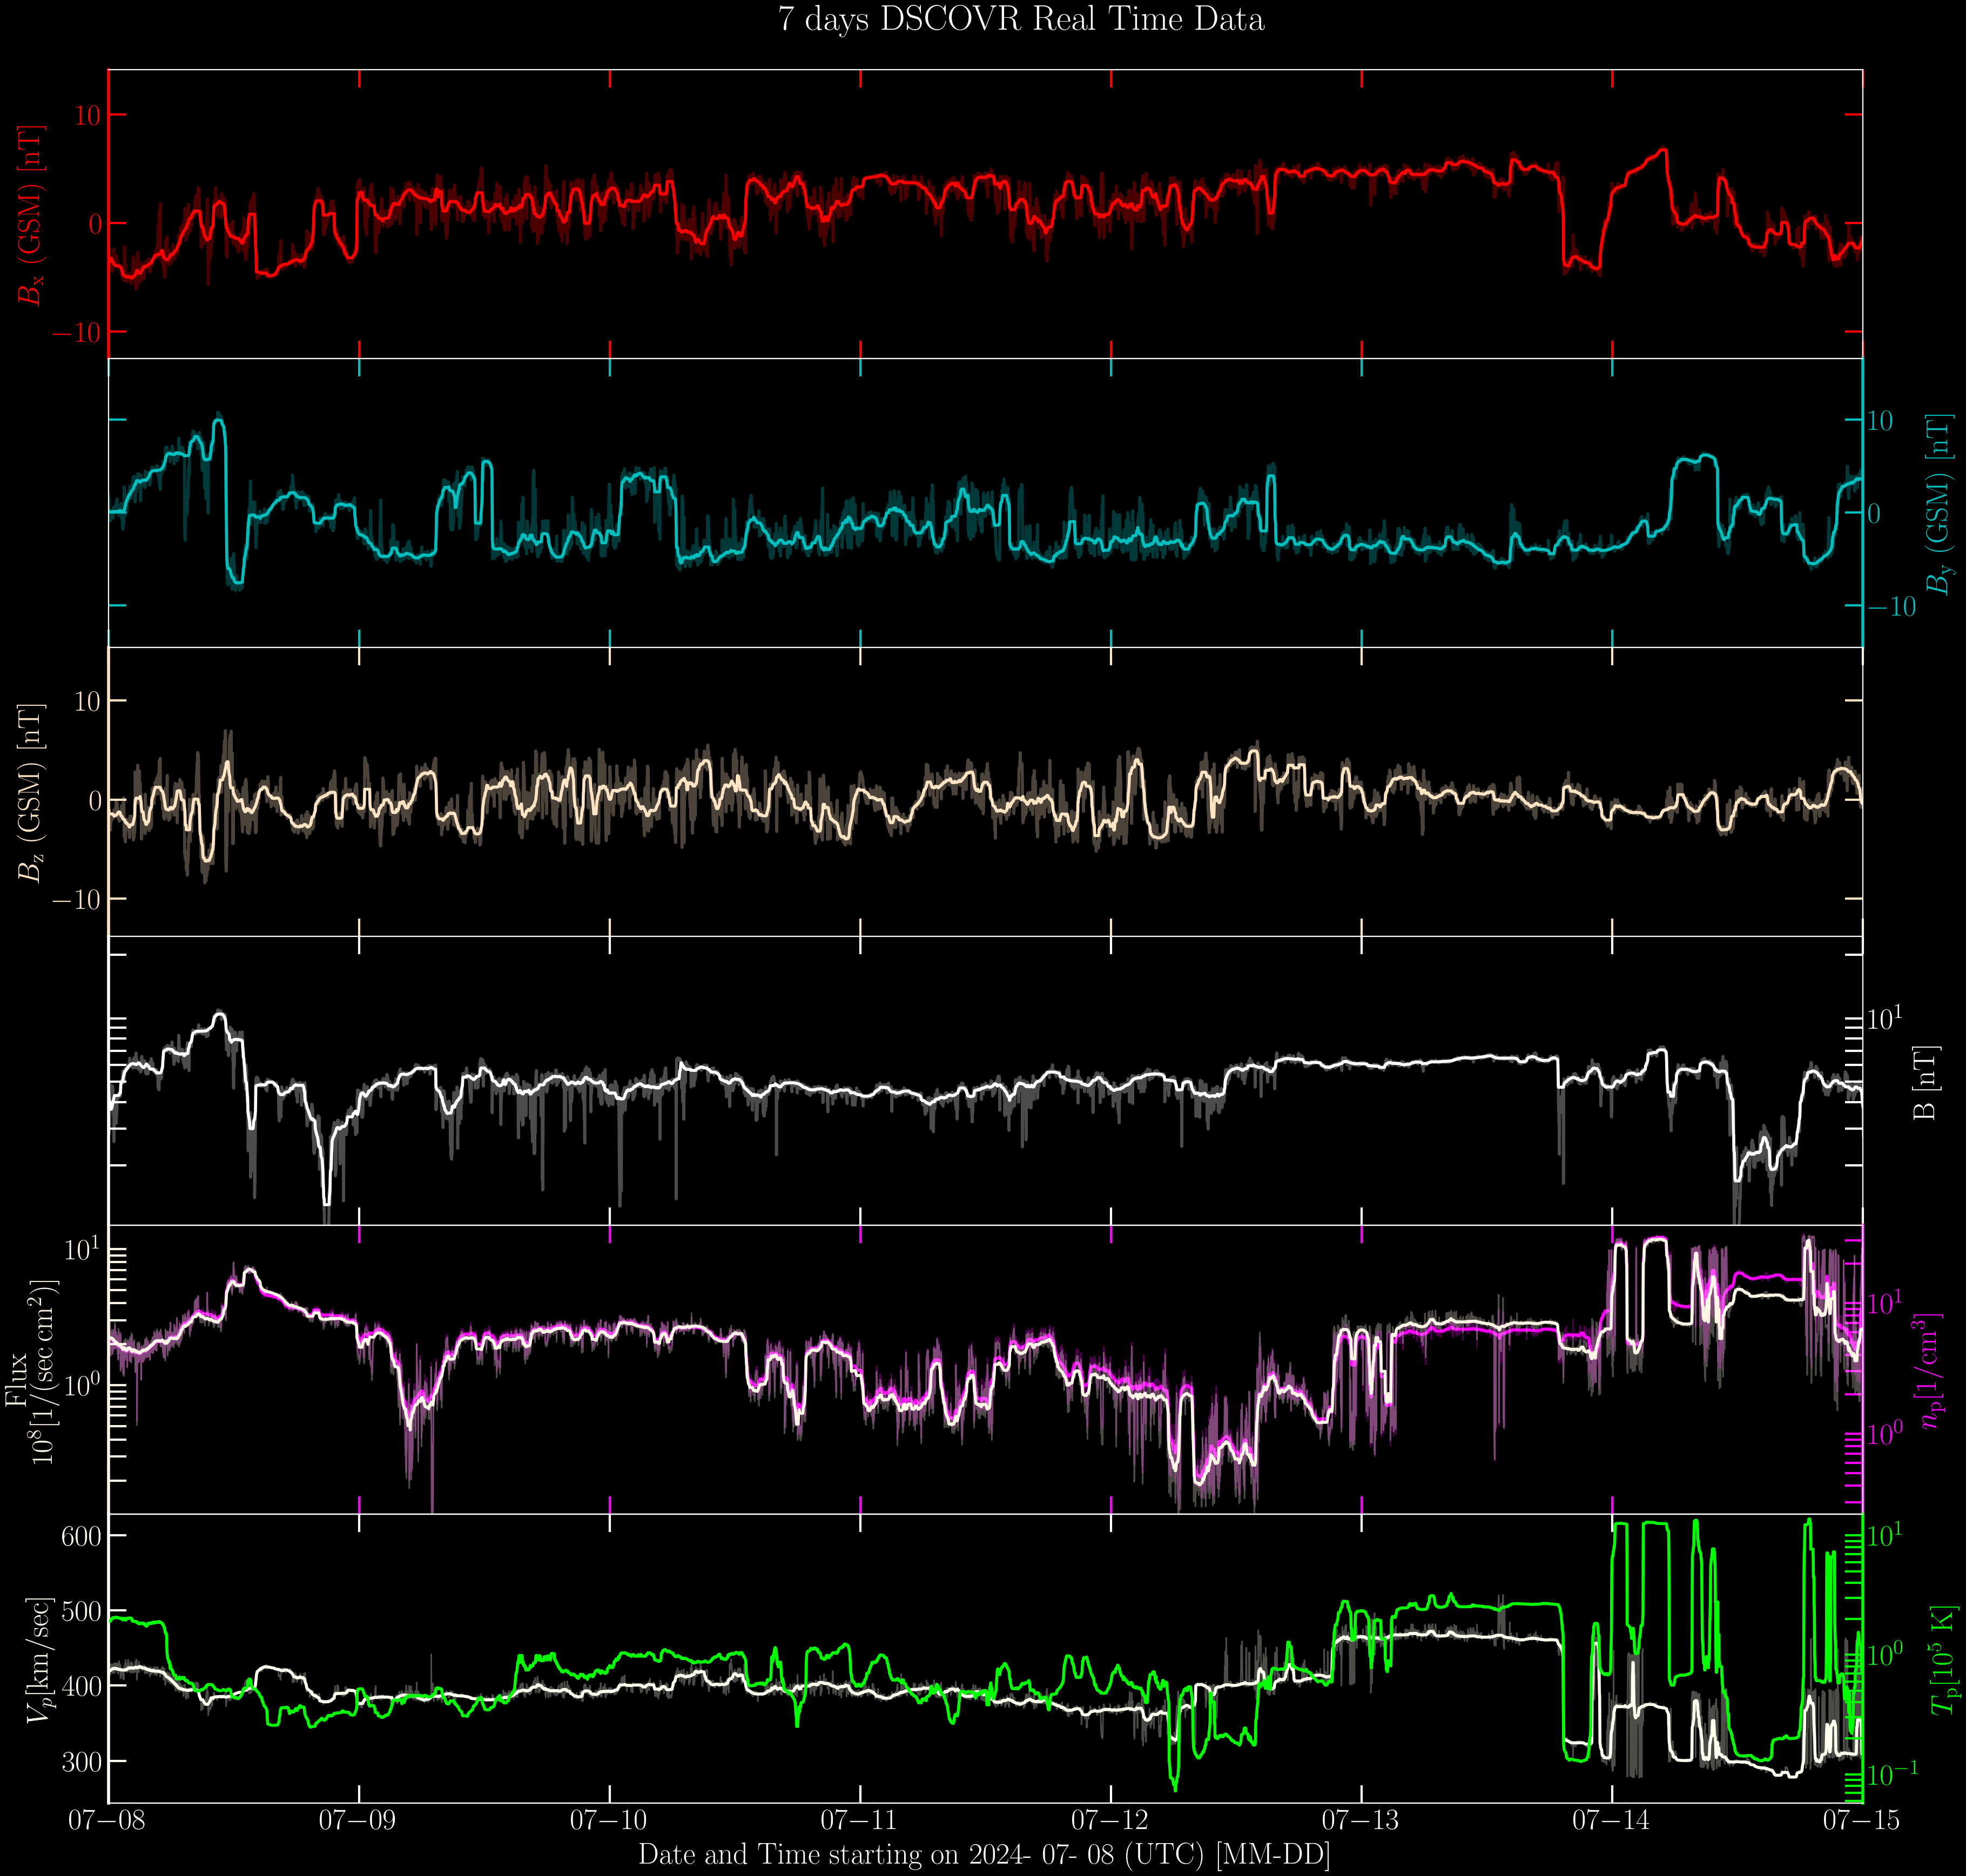 7 days DSCOVR Real Time Data
10
0
−10
Bx (GSM) [nT]
10
0
−10
By (GSM) [nT]
10
0
−10
Bz (GSM) [nT]
10^1
B [nT]
10^1
10^0
Flux
10^8[1/(sec cm^2)]
10^1
10^0
np[1/cm^3]
600
500
400
300
Vp[km/sec]
10^1
10^0
10^−1
Tp[10^5 K]
07−08 07−09 07−10 07−11 07−12 07−13 07−14 07−15
Date and Time starting on 2024- 07- 08 (UTC) [MM-DD]